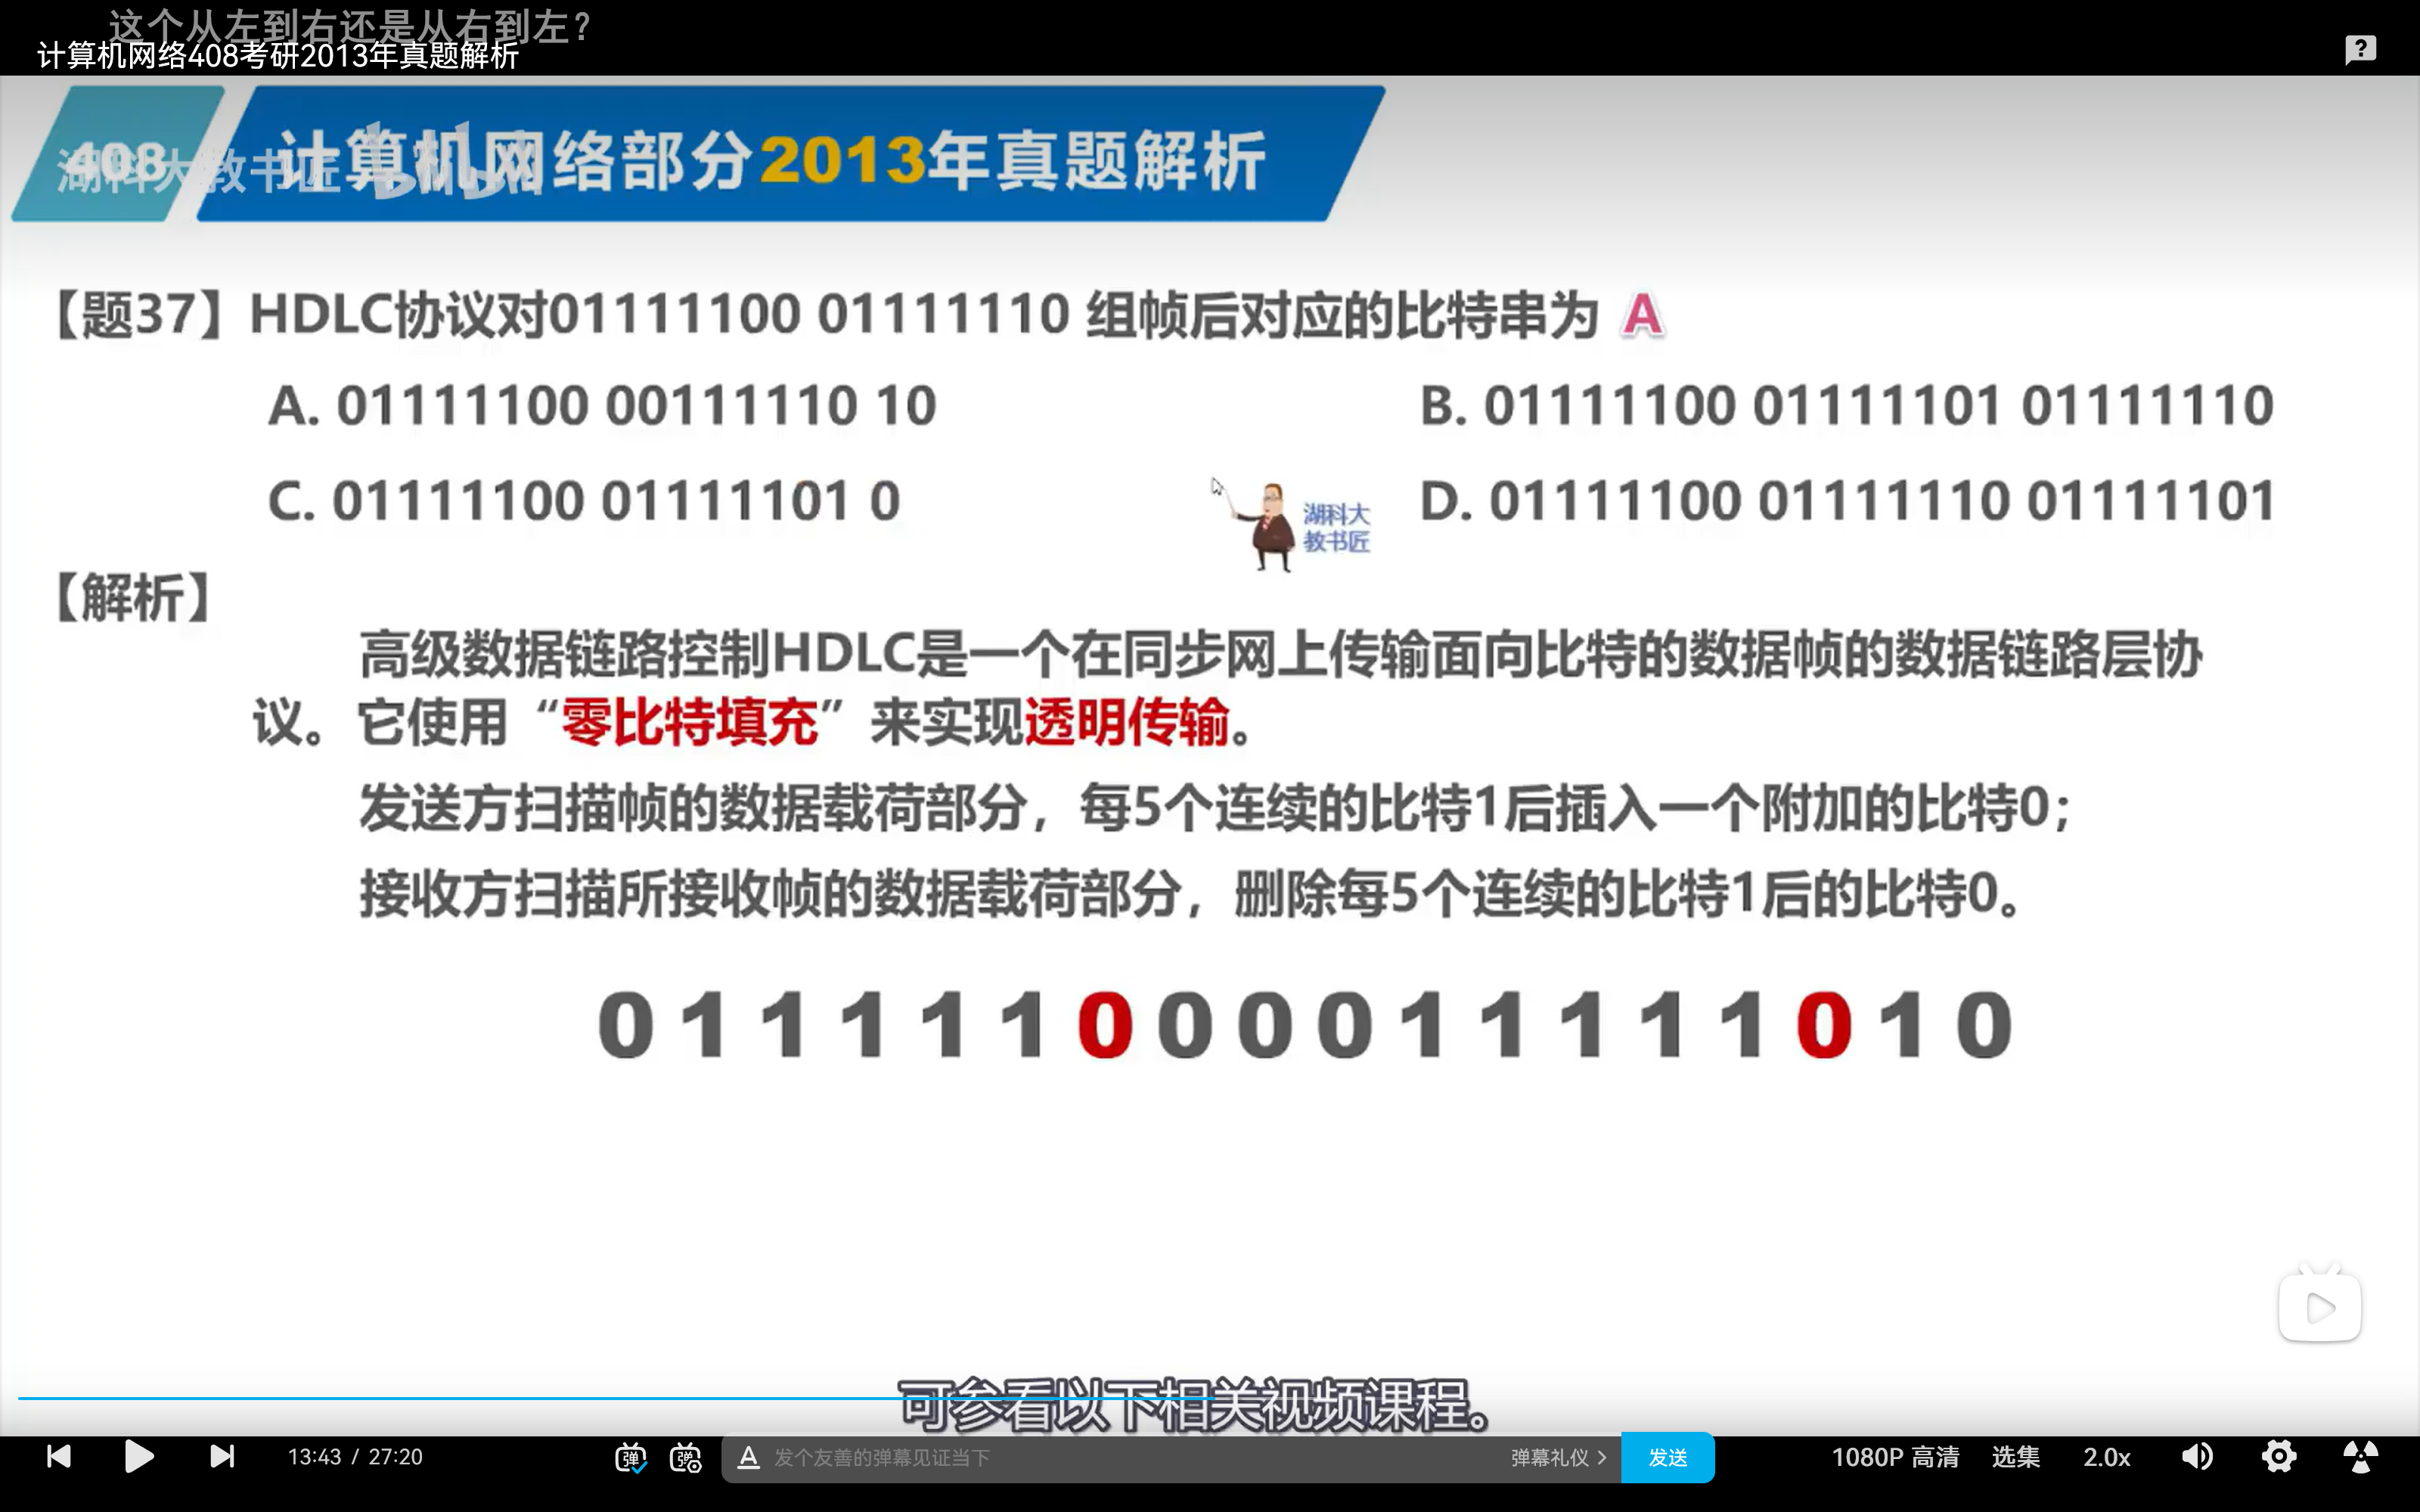 这个从左到右还是从右到左?
计算机网络408考研2013年真题解析
408 计算机网络部分2013年真题解析
湖科大教书匠 bilibili
【题37】HDLC协议对01111100 01111110 组帧后对应的比特串为 A
A. 01111100 00111110 10
B. 01111100 01111101 01111110
C. 01111100 01111101 0
D. 01111100 01111110 01111101
湖科大
教书匠
【解析】
高级数据链路控制HDLC是一个在同步网上传输面向比特的数据帧的数据链路层协
议。它使用“零比特填充”来实现透明传输。
发送方扫描帧的数据载荷部分，每5个连续的比特1后插入一个附加的比特0；
接收方扫描所接收帧的数据载荷部分，删除每5个连续的比特1后的比特0。
0 1 1 1 1 1 0 0 0 0 1 1 1 1 1 0 1 0
可参看以下相关视频课程。
13:43 / 27:20
弹 弹 A 发个友善的弹幕见证当下 弹幕礼仪 > 发送
1080P 高清 选集 2.0x